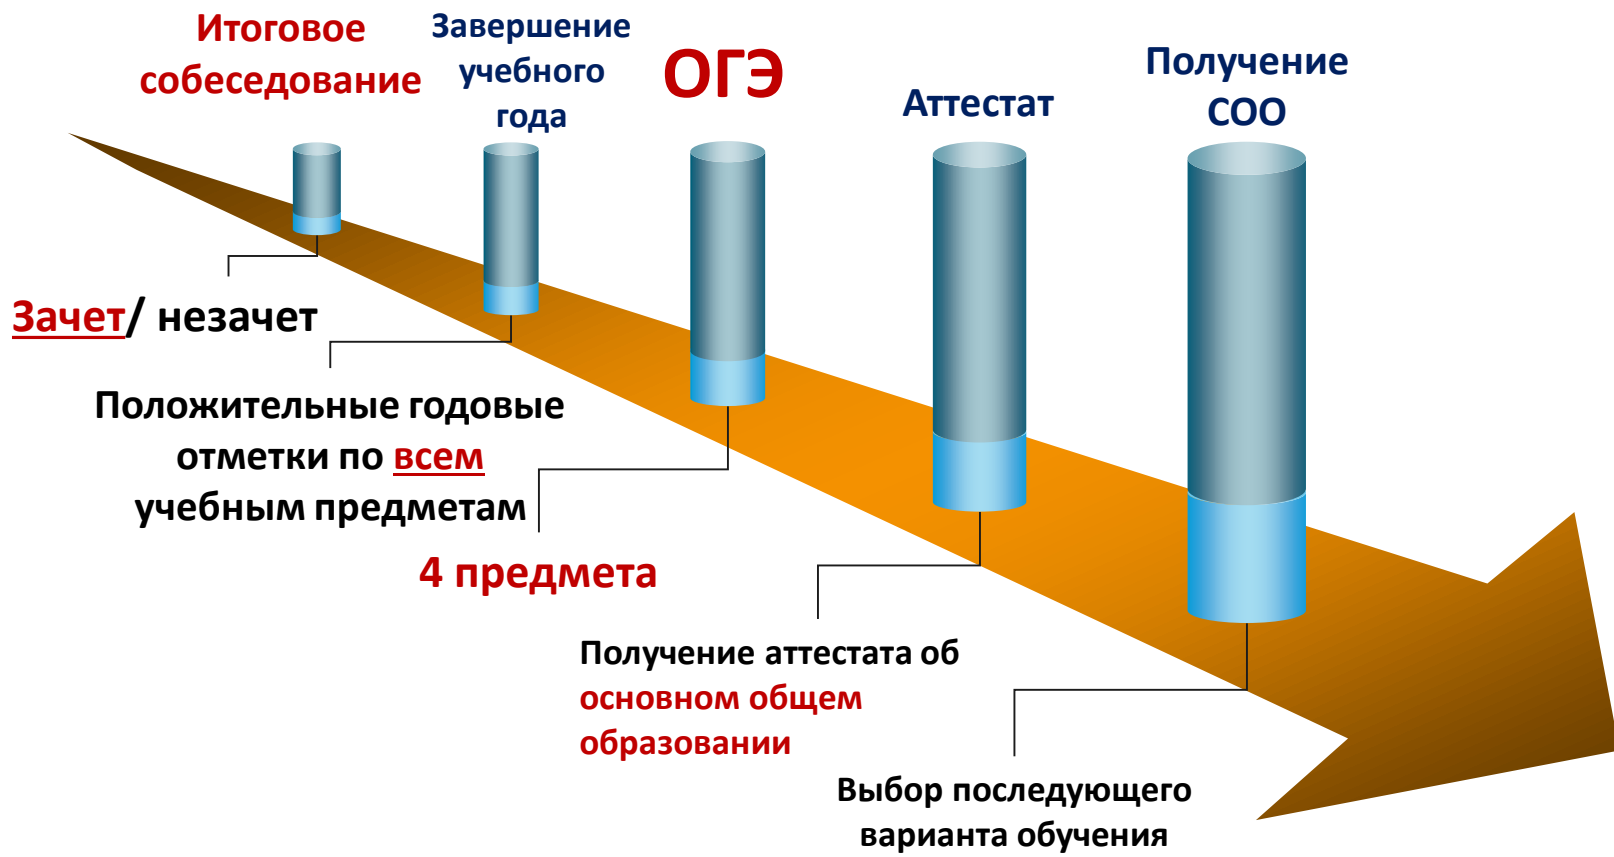 Итоговое
собеседование
Завершение
учебного
года
ОГЭ
Аттестат
Получение
СОО
Зачет/ незачет
Положительные годовые
отметки по всем
учебным предметам
4 предмета
Получение аттестата об
основном общем
образовании
Выбор последующего
варианта обучения